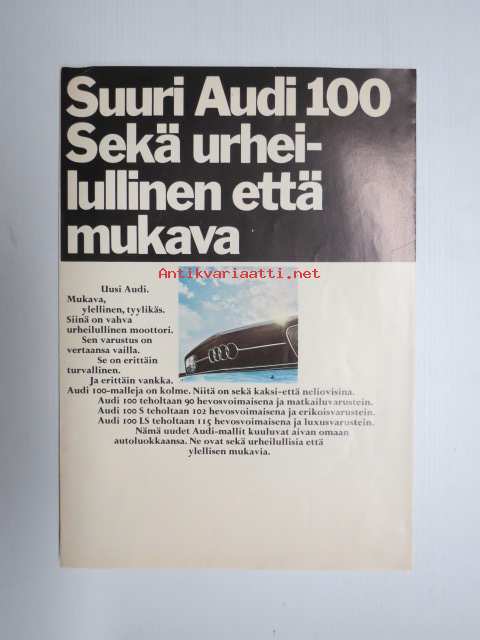 Suuri Audi 100
Sekä urhei-
lullinen että
mukava
Antikvariaatti.net
Uusi Audi.
Mukava,
ylellinen, tyylikäs.
Siinä on vahva
urheilullinen moottori.
Sen varustus on
vertaansa vailla.
Se on erittäin
turvallinen.
Ja erittäin vankka.
Audi 100-malleja on kolme. Niitä on sekä kaksi-että neliovisina.
Audi 100 teholtaan 90 hevosvoimaisena ja matkailuvarustein.
Audi 100 S teholtaan 102 hevosvoimaisena ja erikoisvarustein.
Audi 100 LS teholtaan 115 hevosvoimaisena ja luxusvarustein.
Nämä uudet Audi-mallit kuuluvat aivan omaan
autoluokkaansa. Ne ovat sekä urheilullisia että
ylellisen mukavia.